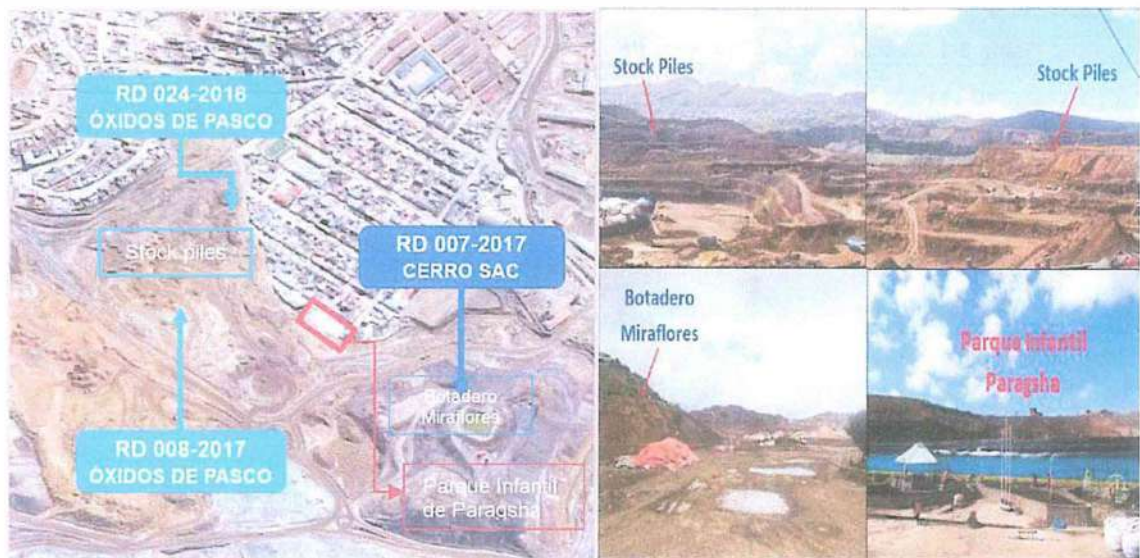 RD 024-2016
ÓXIDOS DE PASCO
Stock piles
RD 007-2017
CERRO SAC
Botadero
Miraflores
RD 008-2017
ÓXIDOS DE PASCO
Parque Infantil
de Paragsha
Stock Piles
Stock Piles
Botadero
Miraflores
Parque Infantil
Paragsha